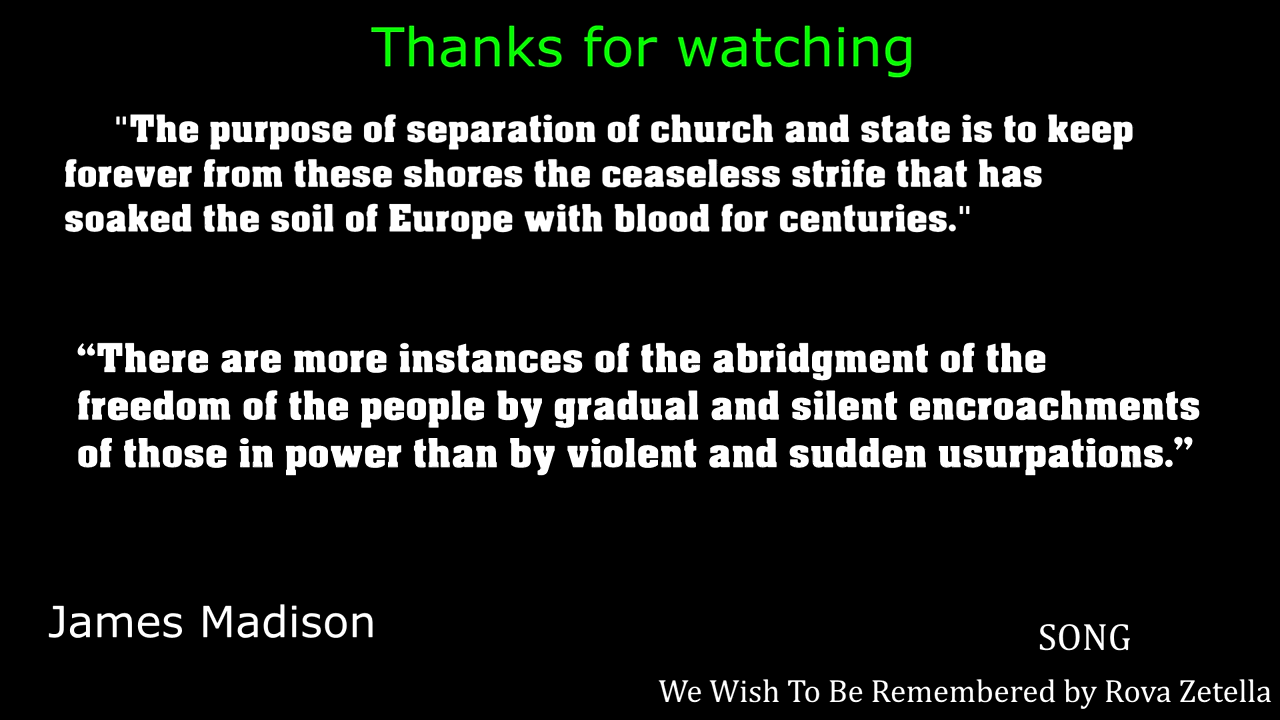 Thanks for watching
"The purpose of separation of church and state is to keep
forever from these shores the ceaseless strife that has
soaked the soil of Europe with blood for centuries."
“There are more instances of the abridgment of the
freedom of the people by gradual and silent encroachments
of those in power than by violent and sudden usurpations.”
James Madison
SONG
We Wish To Be Remembered by Rova Zetella